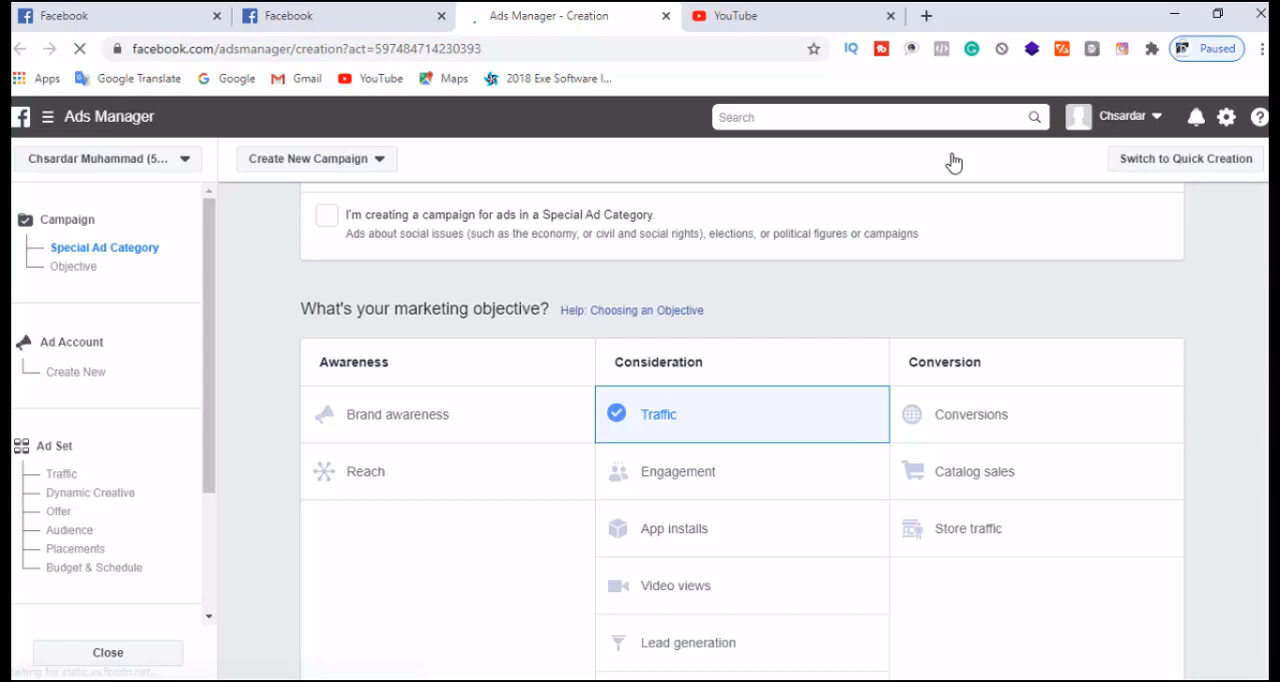 Facebook
Facebook
Ads Manager - Creation
YouTube
facebook.com/adsmanager/creation?act=597484714230393
Paused
Apps
Google Translate
Google
Gmail
YouTube
Maps
2018 Exe Software I...
Ads Manager
Search
Chsardar
Chsardar Muhammad (5...
Create New Campaign
Switch to Quick Creation
Campaign
Special Ad Category
Objective
Ad Account
Create New
Ad Set
Traffic
Dynamic Creative
Offer
Audience
Placements
Budget & Schedule
Close
I'm creating a campaign for ads in a Special Ad Category.
Ads about social issues (such as the economy, or civil and social rights), elections, or political figures or campaigns
What's your marketing objective? Help: Choosing an Objective
Awareness
Consideration
Conversion
Brand awareness
Traffic
Conversions
Reach
Engagement
Catalog sales
App installs
Store traffic
Video views
Lead generation